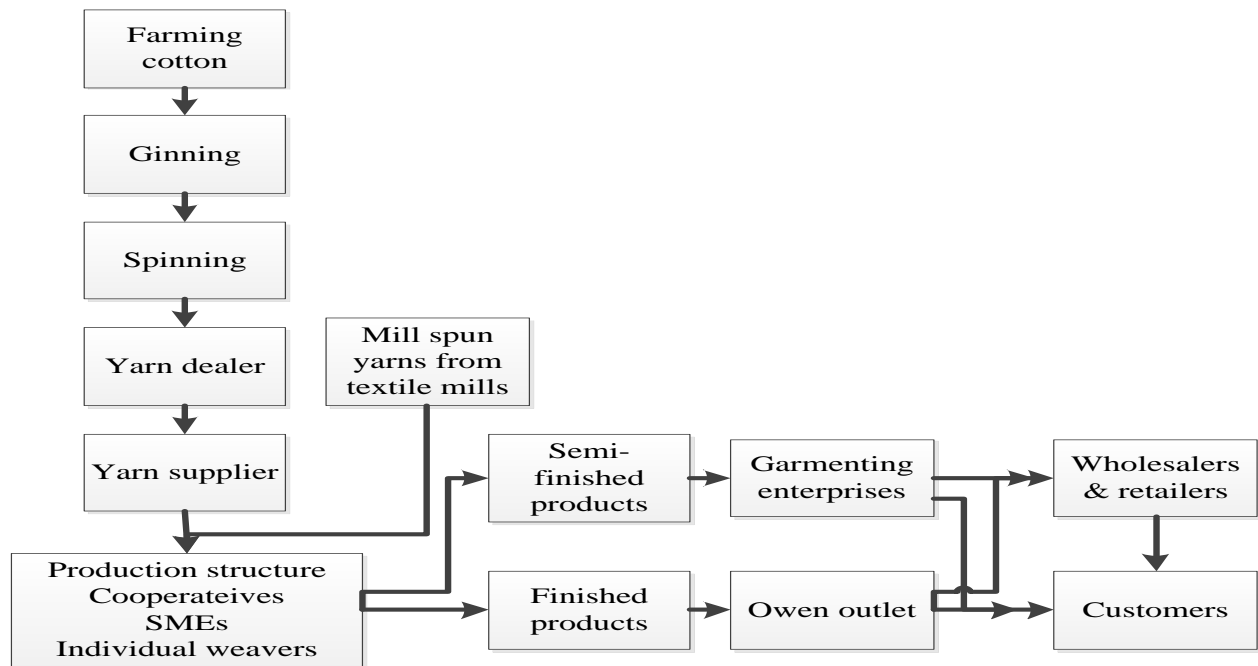 Farming
cotton
Ginning
Spinning
Yarn dealer
Mill spun
yarns from
textile mills
Yarn supplier
Semi-
finished
products
Garmenting
enterprises
Wholesalers
& retailers
Production structure
Cooperateives
SMEs
Individual weavers
Finished
products
Owen outlet
Customers